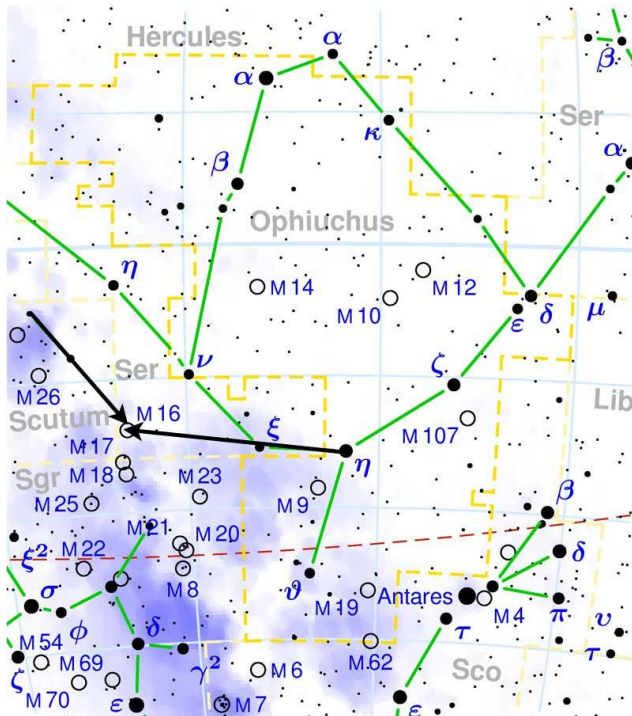 Hercules
α
α
β
κ
Ser
β
α
Ophiuchus
η
M 14
M 12
M 10
ε
δ
μ
Ser
ν
ζ
M 26
Scutum
M 16
Lib
M 107
M 17
ξ
η
Sgr
M 18
M 23
M 9
M 25
β
M 21
M 20
ξ²
M 22
δ
σ
M 8
ϑ
M 19
Antares
M 4
π
φ
δ
τ
υ
M 54
M 69
γ²
M 62
τ
ζ
M 6
Sco
M 70
ε
M 7
ε